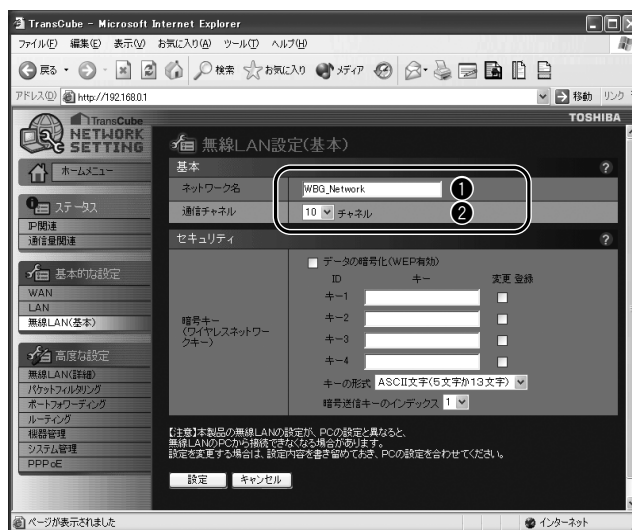 TransCube - Microsoft Internet Explorer
ファイル(F) 編集(E) 表示(V) お気に入り(A) ツール(T) ヘルプ(H)
戻る 検索 お気に入り メディア
アドレス(D) http://192.168.0.1 移動 リンク
TransCube
NETWORK
SETTING
TOSHIBA
ホームメニュー
ステータス
IP関連
通信量関連
基本的な設定
WAN
LAN
無線LAN(基本)
高度な設定
無線LAN(詳細)
パケットフィルタリング
ポートフォワーディング
ルーティング
機器管理
システム管理
PPPoE
無線LAN設定(基本)
基本 ?
ネットワーク名 WBG_Network ❶
通信チャネル 10 チャネル ❷
セキュリティ ?
データの暗号化(WEP有効)
ID キー 変更 登録
暗号キー
(ワイヤレスネットワー
クキー)
キー1
キー2
キー3
キー4
キーの形式 ASCII文字(5文字か13文字)
暗号送信キーのインデックス 1
【注意】本製品の無線LANの設定が、PCの設定と異なると、
無線LANのPCから接続できなくなる場合があります。
設定を変更する場合は、設定内容を書き留めておき、PCの設定を合わせてください。
設定 キャンセル
ページが表示されました インターネット